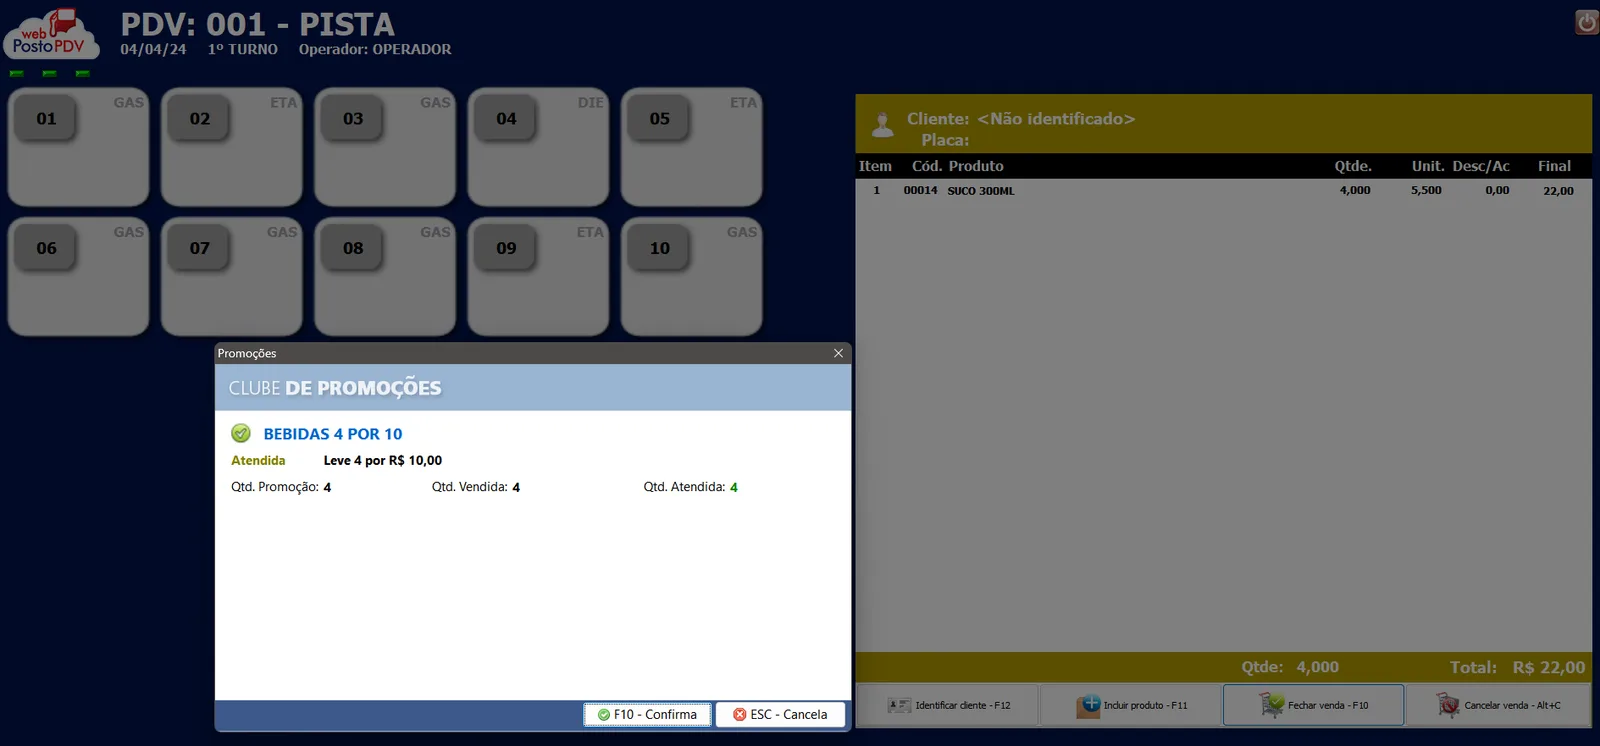 web
PostoPDV
PDV: 001 - PISTA
04/04/24 1º TURNO Operador: OPERADOR
01 GAS
02 ETA
03 GAS
04 DIE
05 ETA
06 GAS
07 GAS
08 GAS
09 ETA
10 GAS
Cliente: <Não identificado>
Placa:
Item Cód. Produto Qtde. Unit. Desc/Ac Final
1 00014 SUCO 300ML 4,000 5,500 0,00 22,00
Qtde: 4,000 Total: R$ 22,00
Identificar cliente - F12
Incluir produto - F11
Fechar venda - F10
Cancelar venda - Alt+C
Promoções
CLUBE DE PROMOÇÕES
BEBIDAS 4 POR 10
Atendida Leve 4 por R$ 10,00
Qtd. Promoção: 4 Qtd. Vendida: 4 Qtd. Atendida: 4
F10 - Confirma
ESC - Cancela